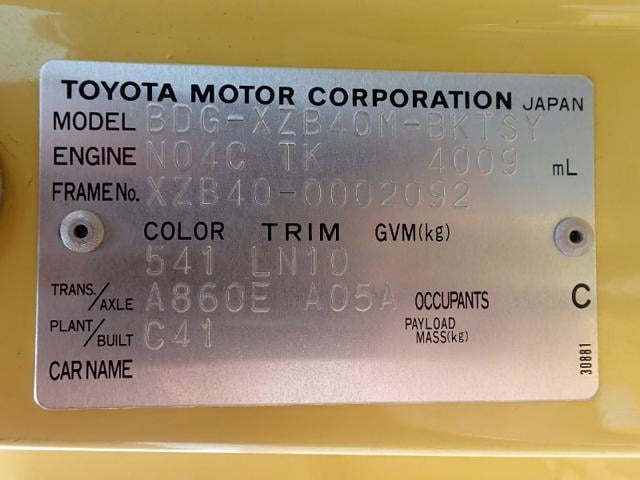 TOYOTA MOTOR CORPORATION JAPAN
MODEL BDG-XZB40M-BKTSY
ENGINE N04C TK 4009 mL
FRAME No. XZB40-0002092
COLOR TRIM GVM(kg)
541 LN10
TRANS./AXLE A860E A05A OCCUPANTS C
PLANT/BUILT C41 PAYLOAD MASS(kg)
CAR NAME
30881